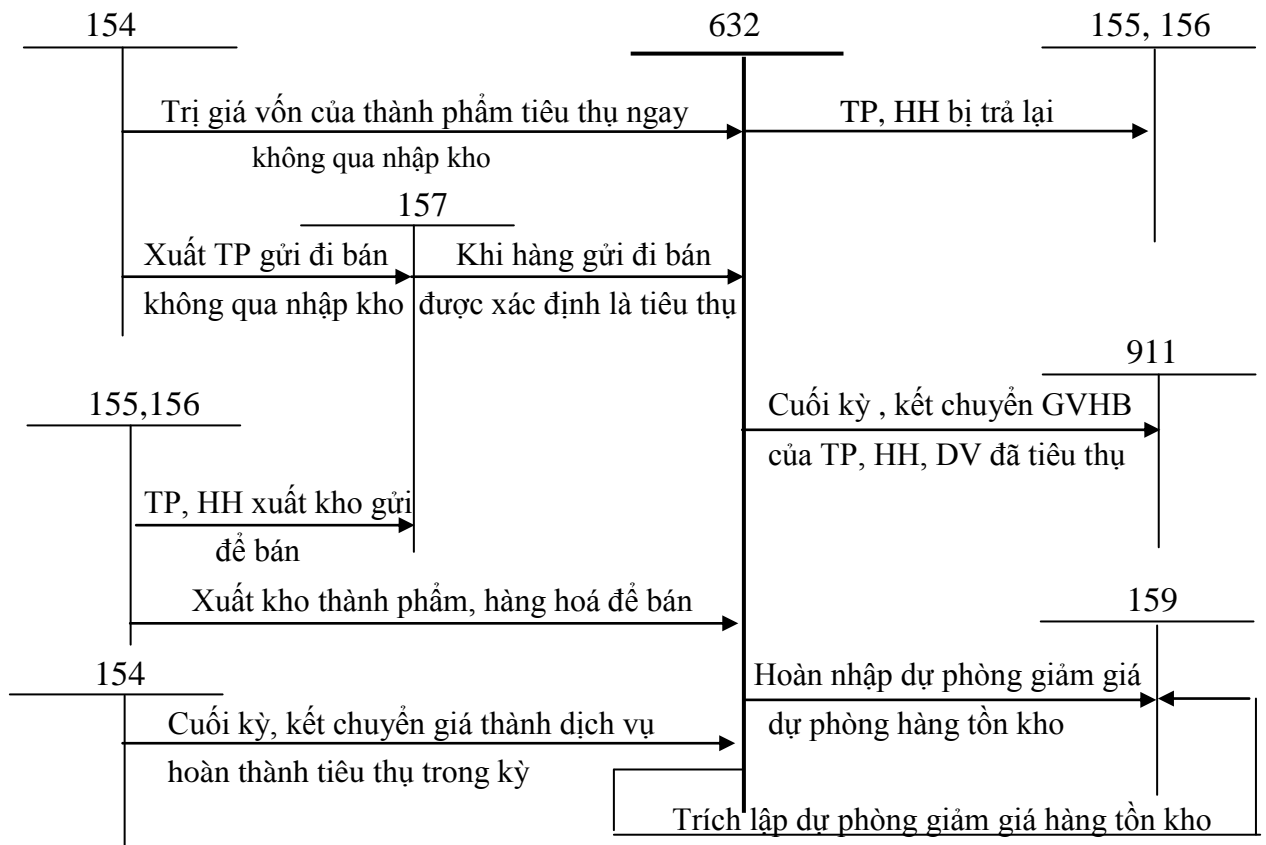 154
632
155, 156
Trị giá vốn của thành phẩm tiêu thụ ngay
không qua nhập kho
TP, HH bị trả lại
157
Xuất TP gửi đi bán
không qua nhập kho
Khi hàng gửi đi bán
được xác định là tiêu thụ
911
155,156
Cuối kỳ , kết chuyển GVHB
của TP, HH, DV đã tiêu thụ
TP, HH xuất kho gửi
để bán
Xuất kho thành phẩm, hàng hoá để bán
159
154
Hoàn nhập dự phòng giảm giá
dự phòng hàng tồn kho
Cuối kỳ, kết chuyển giá thành dịch vụ
hoàn thành tiêu thụ trong kỳ
Trích lập dự phòng giảm giá hàng tồn kho